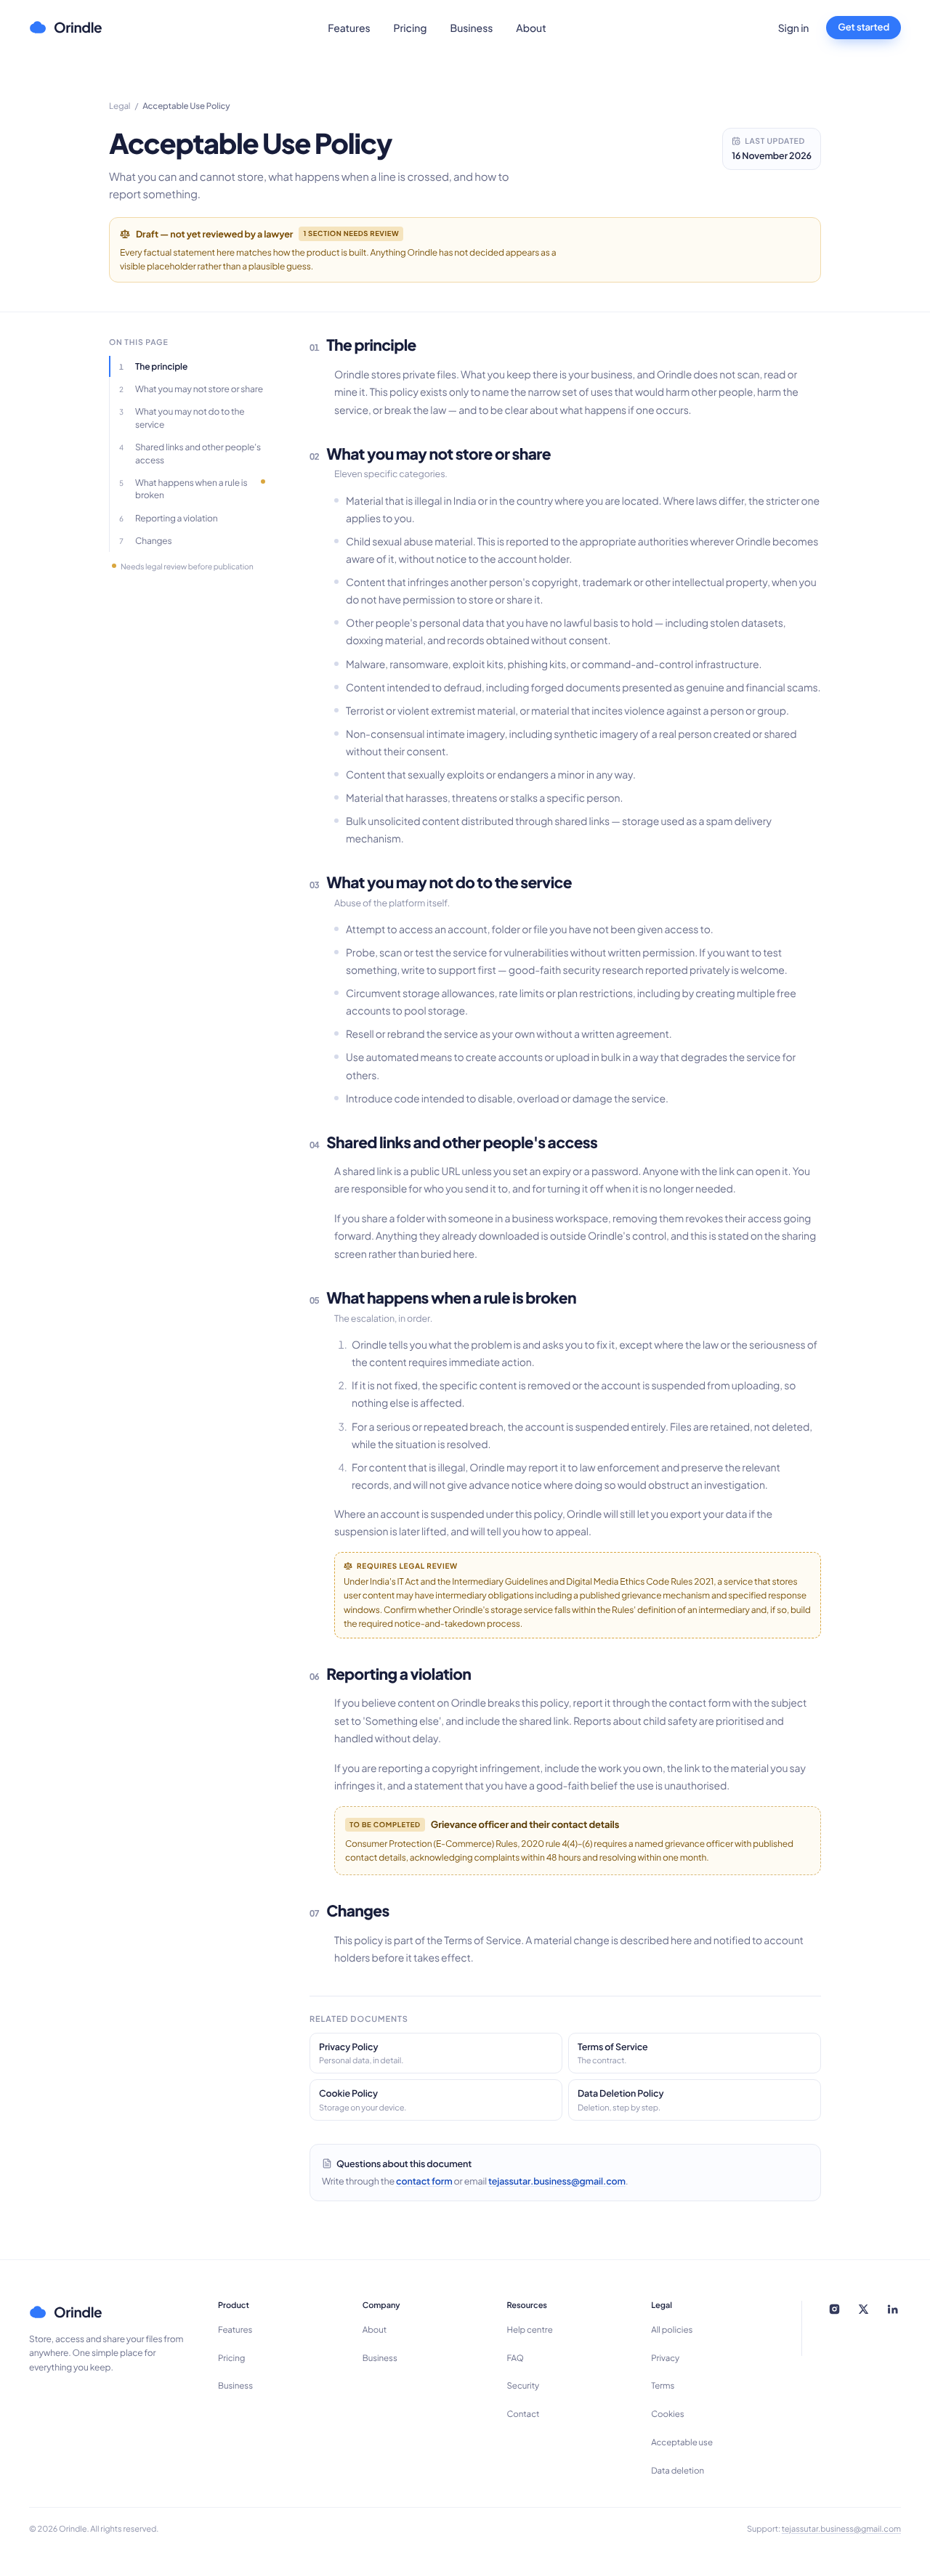 Orindle
Features
Pricing
Business
About
Sign in
Get started
Legal / Acceptable Use Policy
Acceptable Use Policy
LAST UPDATED
16 November 2026
What you can and cannot store, what happens when a line is crossed, and how to
report something.
Draft — not yet reviewed by a lawyer 1 SECTION NEEDS REVIEW
Every factual statement here matches how the product is built. Anything Orindle has not decided appears as a
visible placeholder rather than a plausible guess.
ON THIS PAGE
1 The principle
2 What you may not store or share
3 What you may not do to the
service
4 Shared links and other people's
access
5 What happens when a rule is
broken
6 Reporting a violation
7 Changes
Needs legal review before publication
01 The principle
Orindle stores private files. What you keep there is your business, and Orindle does not scan, read or
mine it. This policy exists only to name the narrow set of uses that would harm other people, harm the
service, or break the law — and to be clear about what happens if one occurs.
02 What you may not store or share
Eleven specific categories.
Material that is illegal in India or in the country where you are located. Where laws differ, the stricter one
applies to you.
Child sexual abuse material. This is reported to the appropriate authorities wherever Orindle becomes
aware of it, without notice to the account holder.
Content that infringes another person's copyright, trademark or other intellectual property, when you
do not have permission to store or share it.
Other people's personal data that you have no lawful basis to hold — including stolen datasets,
doxxing material, and records obtained without consent.
Malware, ransomware, exploit kits, phishing kits, or command-and-control infrastructure.
Content intended to defraud, including forged documents presented as genuine and financial scams.
Terrorist or violent extremist material, or material that incites violence against a person or group.
Non-consensual intimate imagery, including synthetic imagery of a real person created or shared
without their consent.
Content that sexually exploits or endangers a minor in any way.
Material that harasses, threatens or stalks a specific person.
Bulk unsolicited content distributed through shared links — storage used as a spam delivery
mechanism.
03 What you may not do to the service
Abuse of the platform itself.
Attempt to access an account, folder or file you have not been given access to.
Probe, scan or test the service for vulnerabilities without written permission. If you want to test
something, write to support first — good-faith security research reported privately is welcome.
Circumvent storage allowances, rate limits or plan restrictions, including by creating multiple free
accounts to pool storage.
Resell or rebrand the service as your own without a written agreement.
Use automated means to create accounts or upload in bulk in a way that degrades the service for
others.
Introduce code intended to disable, overload or damage the service.
04 Shared links and other people's access
A shared link is a public URL unless you set an expiry or a password. Anyone with the link can open it. You
are responsible for who you send it to, and for turning it off when it is no longer needed.
If you share a folder with someone in a business workspace, removing them revokes their access going
forward. Anything they already downloaded is outside Orindle's control, and this is stated on the sharing
screen rather than buried here.
05 What happens when a rule is broken
The escalation, in order.
1. Orindle tells you what the problem is and asks you to fix it, except where the law or the seriousness of
the content requires immediate action.
2. If it is not fixed, the specific content is removed or the account is suspended from uploading, so
nothing else is affected.
3. For a serious or repeated breach, the account is suspended entirely. Files are retained, not deleted,
while the situation is resolved.
4. For content that is illegal, Orindle may report it to law enforcement and preserve the relevant
records, and will not give advance notice where doing so would obstruct an investigation.
Where an account is suspended under this policy, Orindle will still let you export your data if the
suspension is later lifted, and will tell you how to appeal.
REQUIRES LEGAL REVIEW
Under India's IT Act and the Intermediary Guidelines and Digital Media Ethics Code Rules 2021, a service that stores
user content may have intermediary obligations including a published grievance mechanism and specified response
windows. Confirm whether Orindle's storage service falls within the Rules' definition of an intermediary and, if so, build
the required notice-and-takedown process.
06 Reporting a violation
If you believe content on Orindle breaks this policy, report it through the contact form with the subject
set to 'Something else', and include the shared link. Reports about child safety are prioritised and
handled without delay.
If you are reporting a copyright infringement, include the work you own, the link to the material you say
infringes it, and a statement that you have a good-faith belief the use is unauthorised.
TO BE COMPLETED Grievance officer and their contact details
Consumer Protection (E-Commerce) Rules, 2020 rule 4(4)-(6) requires a named grievance officer with published
contact details, acknowledging complaints within 48 hours and resolving within one month.
07 Changes
This policy is part of the Terms of Service. A material change is described here and notified to account
holders before it takes effect.
RELATED DOCUMENTS
Privacy Policy
Personal data, in detail.
Terms of Service
The contract.
Cookie Policy
Storage on your device.
Data Deletion Policy
Deletion, step by step.
Questions about this document
Write through the contact form or email tejassutar.business@gmail.com.
Orindle
Store, access and share your files from
anywhere. One simple place for
everything you keep.
Product
Features
Pricing
Business
Company
About
Business
Resources
Help centre
FAQ
Security
Contact
Legal
All policies
Privacy
Terms
Cookies
Acceptable use
Data deletion
© 2026 Orindle. All rights reserved.
Support: tejassutar.business@gmail.com